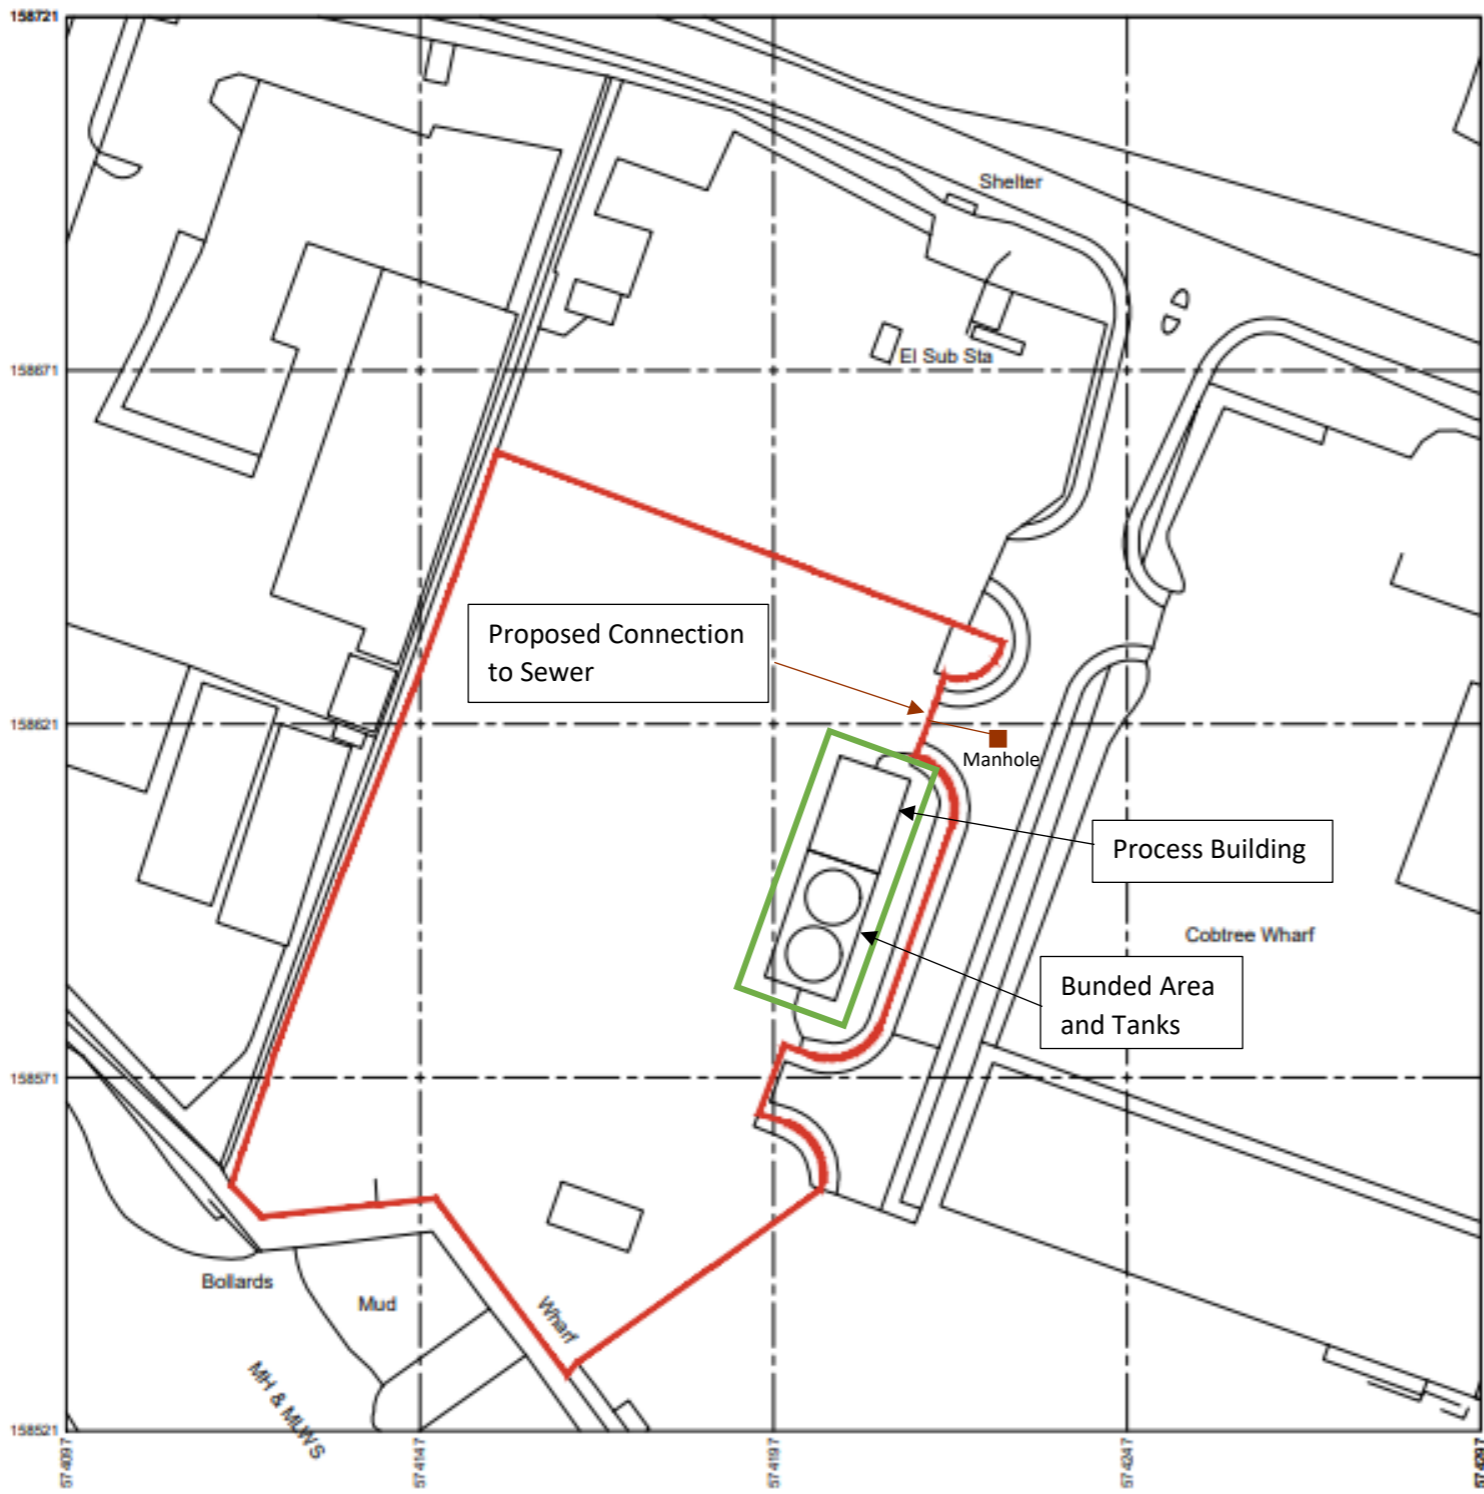 158721
Shelter
158671
El Sub Sta
Proposed Connection
to Sewer
158621
Manhole
Process Building
Cobtree Wharf
Bunded Area
and Tanks
158571
Bollards
Mud
Wharf
MH & MLWS
158521
574097
574147
574197
574247
574297